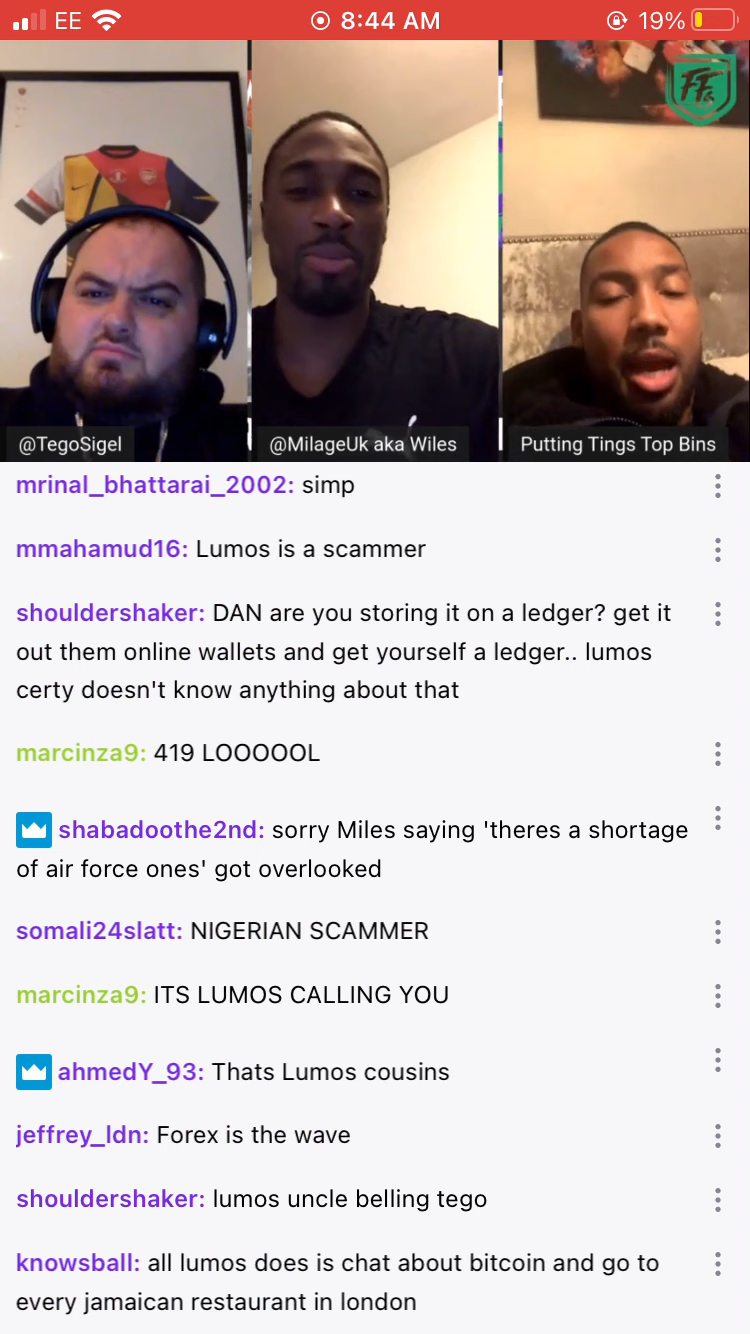 EE
8:44 AM
19%
FFTS
@TegoSigel
@MilageUk aka Wiles
Putting Tings Top Bins
mrinal_bhattarai_2002: simp
mmahamud16: Lumos is a scammer
shouldershaker: DAN are you storing it on a ledger? get it
out them online wallets and get yourself a ledger.. lumos
certy doesn't know anything about that
marcinza9: 419 LOOOOOL
shabadoothe2nd: sorry Miles saying 'theres a shortage
of air force ones' got overlooked
somali24slatt: NIGERIAN SCAMMER
marcinza9: ITS LUMOS CALLING YOU
ahmedY_93: Thats Lumos cousins
jeffrey_ldn: Forex is the wave
shouldershaker: lumos uncle belling tego
knowsball: all lumos does is chat about bitcoin and go to
every jamaican restaurant in london